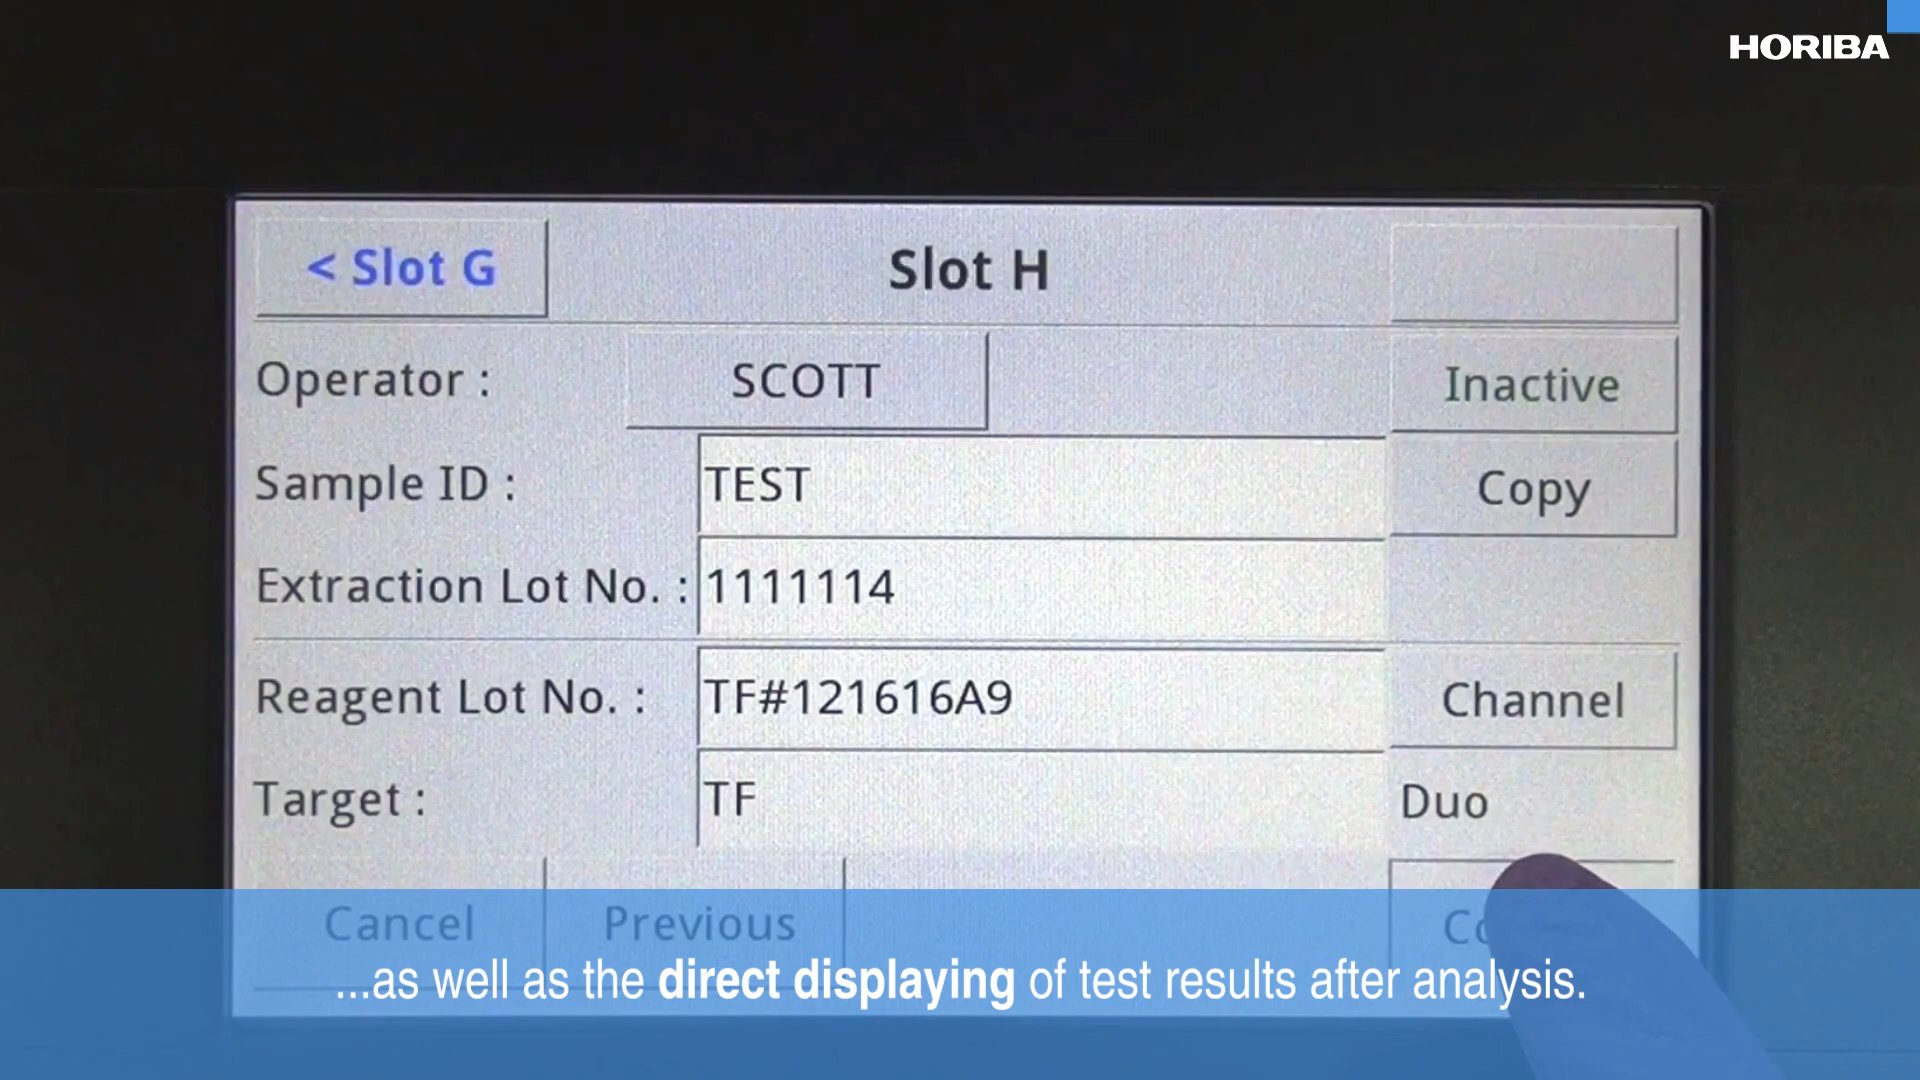 HORIBA
< Slot G Slot H
Operator : SCOTT Inactive
Sample ID : TEST Copy
Extraction Lot No. : 1111114
Reagent Lot No. : TF#121616A9 Channel
Target : TF Duo
Cancel Previous
...as well as the direct displaying of test results after analysis.